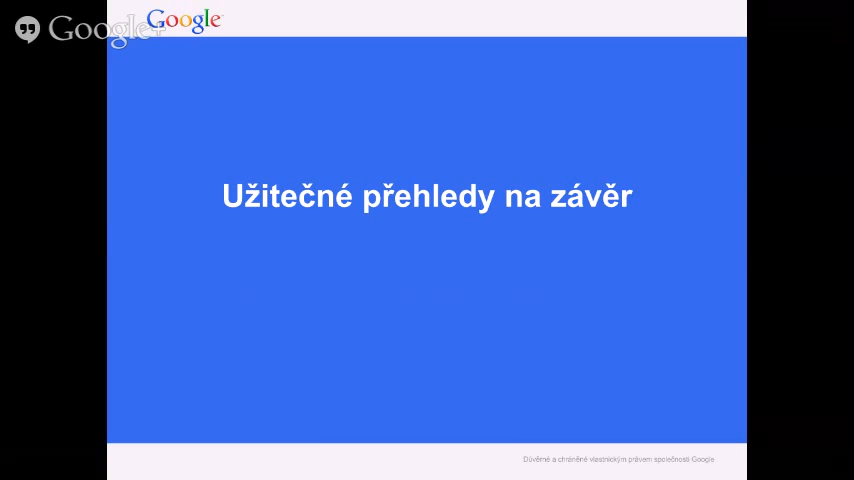 Google
Google+
Užitečné přehledy na závěr
Důvěrné a chráněné vlastnickým právem společnosti Google